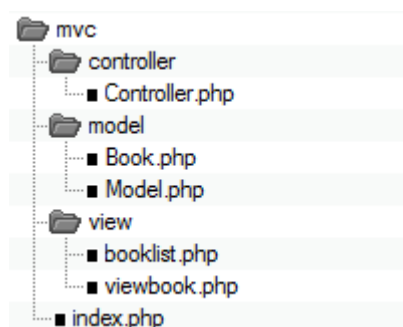 mvc
controller
Controller.php
model
Book.php
Model.php
view
booklist.php
viewbook.php
index.php